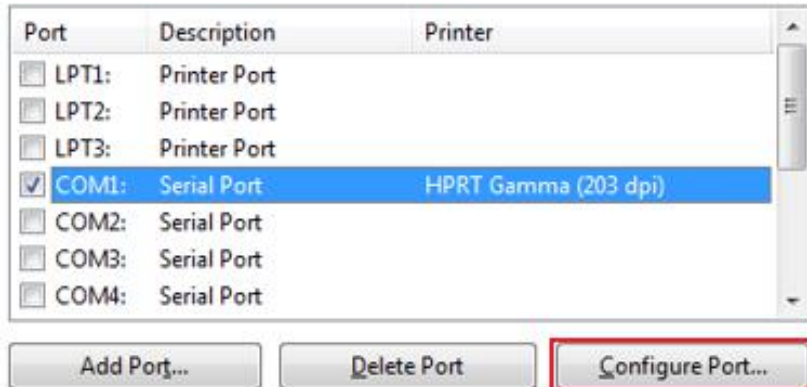 Port Description Printer
LPT1: Printer Port
LPT2: Printer Port
LPT3: Printer Port
COM1: Serial Port HPRT Gamma (203 dpi)
COM2: Serial Port
COM3: Serial Port
COM4: Serial Port
Add Port... Delete Port Configure Port...